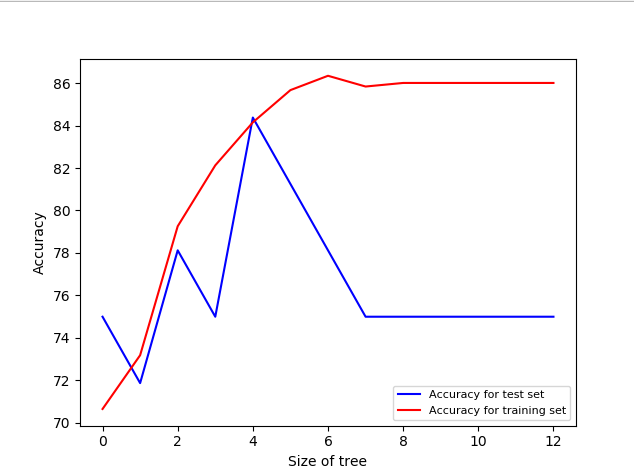 86
84
82
80
78
76
74
72
70
Accuracy
0 2 4 6 8 10 12
Size of tree
Accuracy for test set
Accuracy for training set